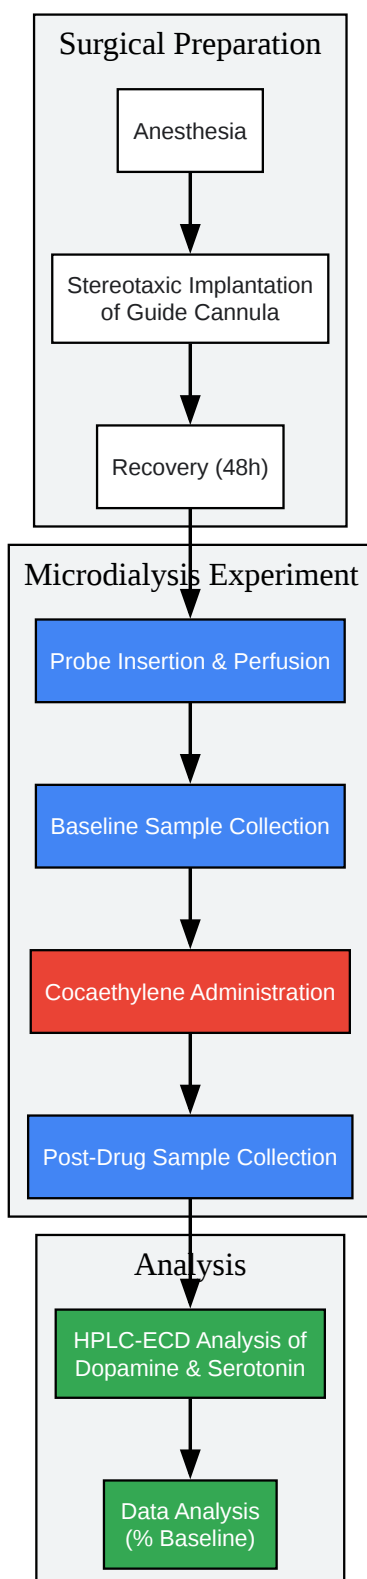 Surgical Preparation
Anesthesia
Stereotaxic Implantation
of Guide Cannula
Recovery (48h)
Microdialysis Experiment
Probe Insertion & Perfusion
Baseline Sample Collection
Cocaethylene Administration
Post-Drug Sample Collection
Analysis
HPLC-ECD Analysis of
Dopamine & Serotonin
Data Analysis
(% Baseline)